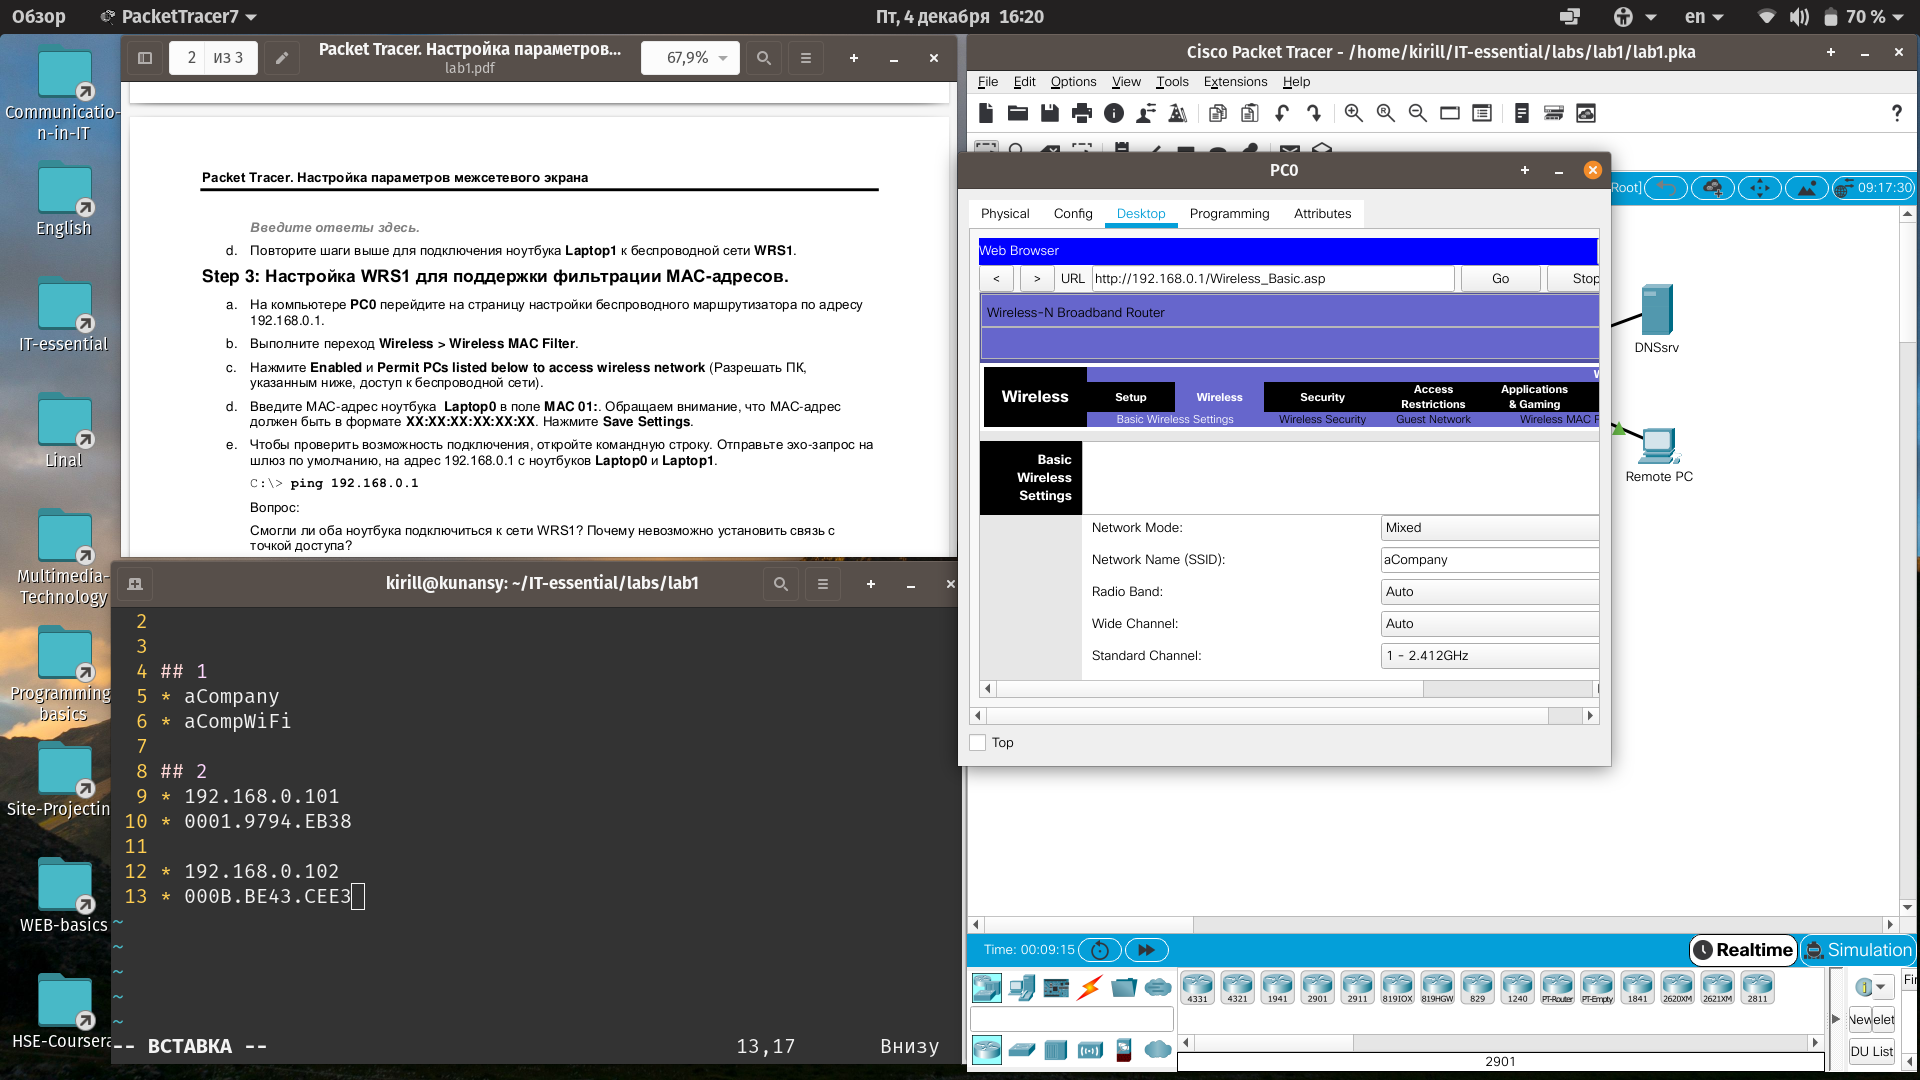 Обзор
PacketTracer7
Пт, 4 декабря 16:20
en
70 %
Communicatio-
n-in-IT
English
IT-essential
Linal
Multimedia-
Technology
Programming-
basics
Site-Projectin
WEB-basics
HSE-Coursera
2 из 3
Packet Tracer. Настройка параметров...
lab1.pdf
67,9%
Packet Tracer. Настройка параметров межсетевого экрана
Введите ответы здесь.
d. Повторите шаги выше для подключения ноутбука Laptop1 к беспроводной сети WRS1.
Step 3: Настройка WRS1 для поддержки фильтрации MAC-адресов.
a. На компьютере PC0 перейдите на страницу настройки беспроводного маршрутизатора по адресу
192.168.0.1.
b. Выполните переход Wireless > Wireless MAC Filter.
c. Нажмите Enabled и Permit PCs listed below to access wireless network (Разрешать ПК,
указанным ниже, доступ к беспроводной сети).
d. Введите MAC-адрес ноутбука Laptop0 в поле MAC 01:. Обращаем внимание, что MAC-адрес
должен быть в формате XX:XX:XX:XX:XX:XX. Нажмите Save Settings.
e. Чтобы проверить возможность подключения, откройте командную строку. Отправьте эхо-запрос на
шлюз по умолчанию, на адрес 192.168.0.1 с ноутбуков Laptop0 и Laptop1.
C:\> ping 192.168.0.1
Вопрос:
Смогли ли оба ноутбука подключиться к сети WRS1? Почему невозможно установить связь с
точкой доступа?
kirill@kunansy: ~/IT-essential/labs/lab1
2
3
4 ## 1
5 * aCompany
6 * aCompWiFi
7
8 ## 2
9 * 192.168.0.101
10 * 0001.9794.EB38
11
12 * 192.168.0.102
13 * 000B.BE43.CEE3
~
~
~
~
~
-- ВСТАВКА --
13,17
Внизу
Cisco Packet Tracer - /home/kirill/IT-essential/labs/lab1/lab1.pka
File Edit Options View Tools Extensions Help
?
Root]
09:17:30
PC0
Physical Config Desktop Programming Attributes
Web Browser
< > URL http://192.168.0.1/Wireless_Basic.asp Go Stop
Wireless-N Broadband Router
Wireless
Setup Wireless Security Access Restrictions Applications & Gaming
Basic Wireless Settings Wireless Security Guest Network Wireless MAC F
Basic
Wireless
Settings
Network Mode: Mixed
Network Name (SSID): aCompany
Radio Band: Auto
Wide Channel: Auto
Standard Channel: 1 - 2.412GHz
Top
DNSsrv
Remote PC
Time: 00:09:15
Realtime
Simulation
4331 4321 1941 2901 2911 819IOX 819HGW 829 1240 PT-Router PT-Empty 1841 2620XM 2621XM 2811
2901
Fir
New
elet
DU List